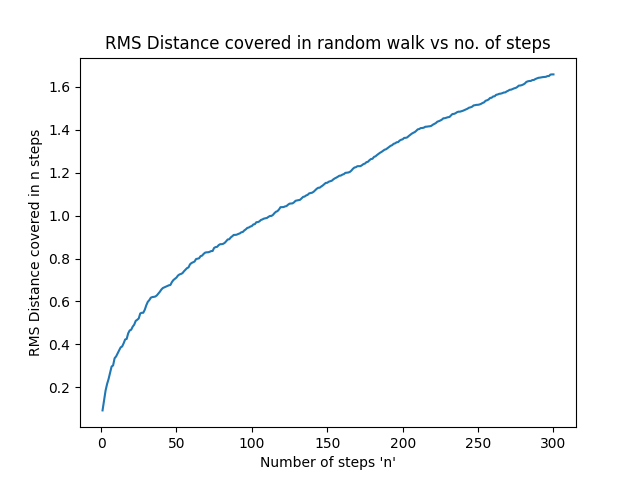 RMS Distance covered in random walk vs no. of steps
RMS Distance covered in n steps
1.6
1.4
1.2
1.0
0.8
0.6
0.4
0.2
0 50 100 150 200 250 300
Number of steps 'n'